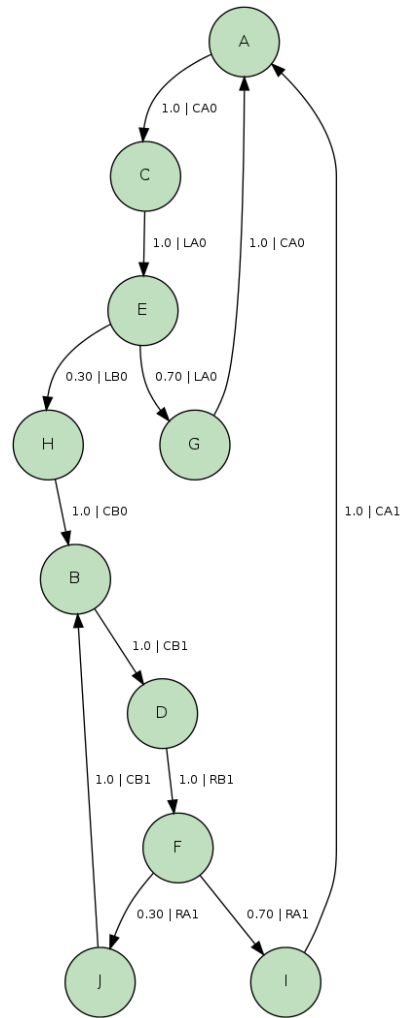 A
1.0 | CA0
C
1.0 | LA0
1.0 | CA0
E
0.30 | LB0
0.70 | LA0
H
G
1.0 | CB0
1.0 | CA1
B
1.0 | CB1
D
1.0 | CB1
1.0 | RB1
F
0.30 | RA1
0.70 | RA1
J
I